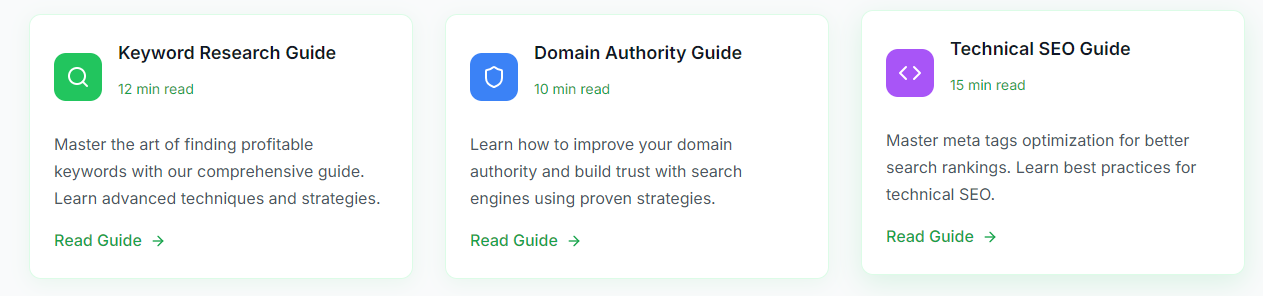 Keyword Research Guide
12 min read
Master the art of finding profitable
keywords with our comprehensive guide.
Learn advanced techniques and strategies.
Read Guide →
Domain Authority Guide
10 min read
Learn how to improve your domain
authority and build trust with search
engines using proven strategies.
Read Guide →
Technical SEO Guide
15 min read
Master meta tags optimization for better
search rankings. Learn best practices for
technical SEO.
Read Guide →